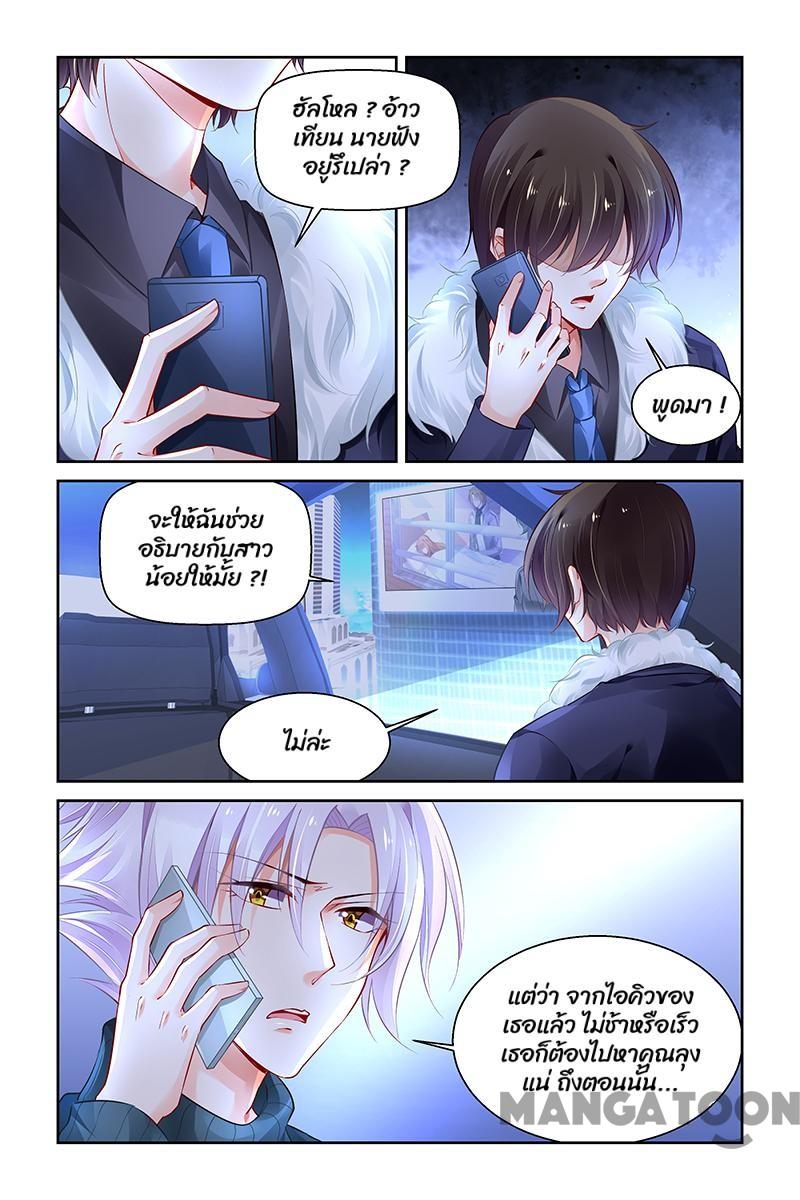 ฮัลโหล ? อ้าว
เทียน นายฟัง
อยู่รึเปล่า ?
พูดมา !
จะให้ฉันช่วย
อธิบายกับสาว
น้อยให้มั้ย ?!
ไม่ล่ะ
แต่ว่า จากไอคิวของ
เธอแล้ว ไม่ช้าหรือเร็ว
เธอก็ต้องไปหาคุณลุง
แน่ ถึงตอนนั้น...
MANGATOON